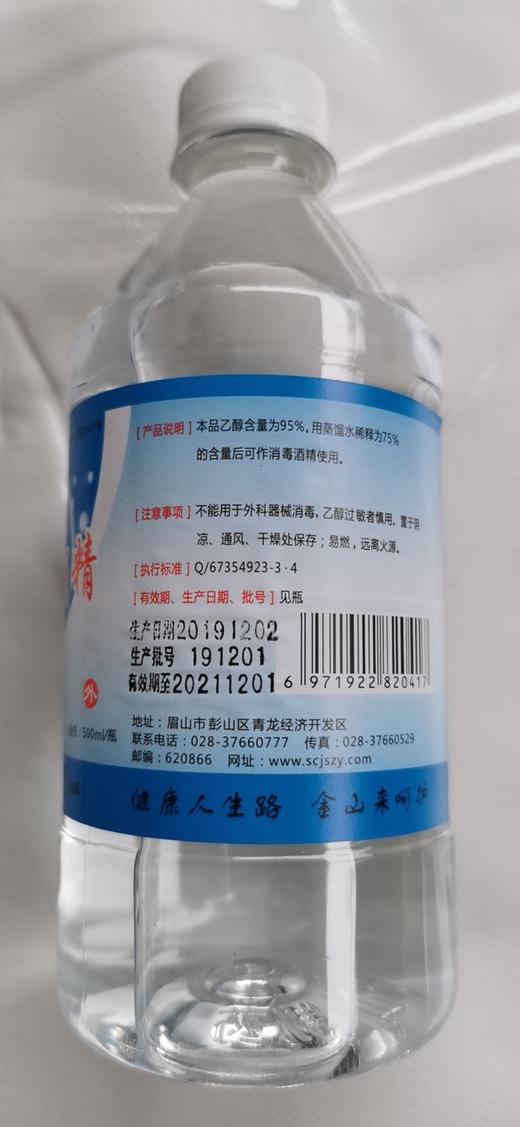 [产品说明] 本品乙醇含量为95%, 用蒸馏水稀释为75%
的含量后可作消毒酒精使用。
[注意事项] 不能用于外科器械消毒, 乙醇过敏者慎用。置于阴
凉、通风、干燥处保存; 易燃, 远离火源。
精
[执行标准] Q/67354923-3·4
[有效期、生产日期、批号] 见瓶
生产日期20191202
生产批号 191201
有效期至20211201
6 971922 820417
外
:500ml/瓶
地址: 眉山市彭山区青龙经济开发区
联系电话: 028-37660777 传真: 028-37660529
邮编: 620866 网址: www.scjszy.com
健康人生路 金山来呵护